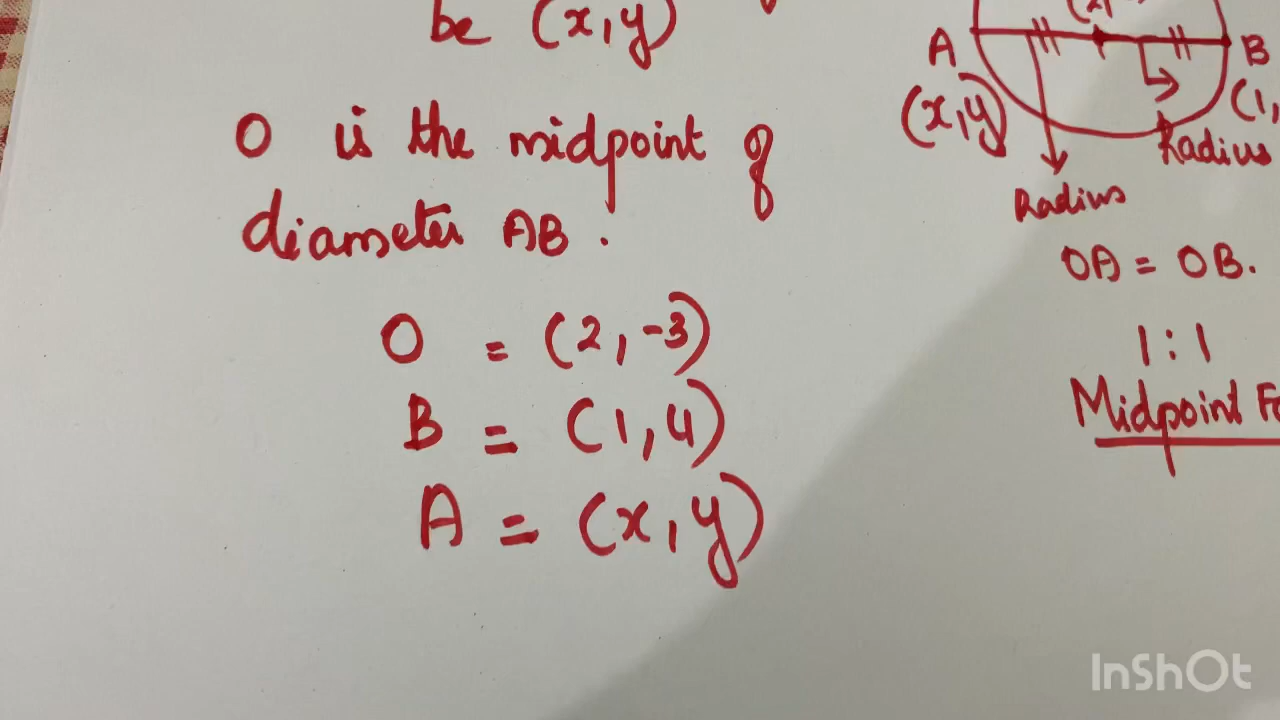 be (x,y)
O is the midpoint of
diameter AB.
O = (2,-3)
B = (1,4)
A = (x,y)
A
B
(x,y)
(1,
Radius
Radius
OA = OB.
1:1
Midpoint
InShOt